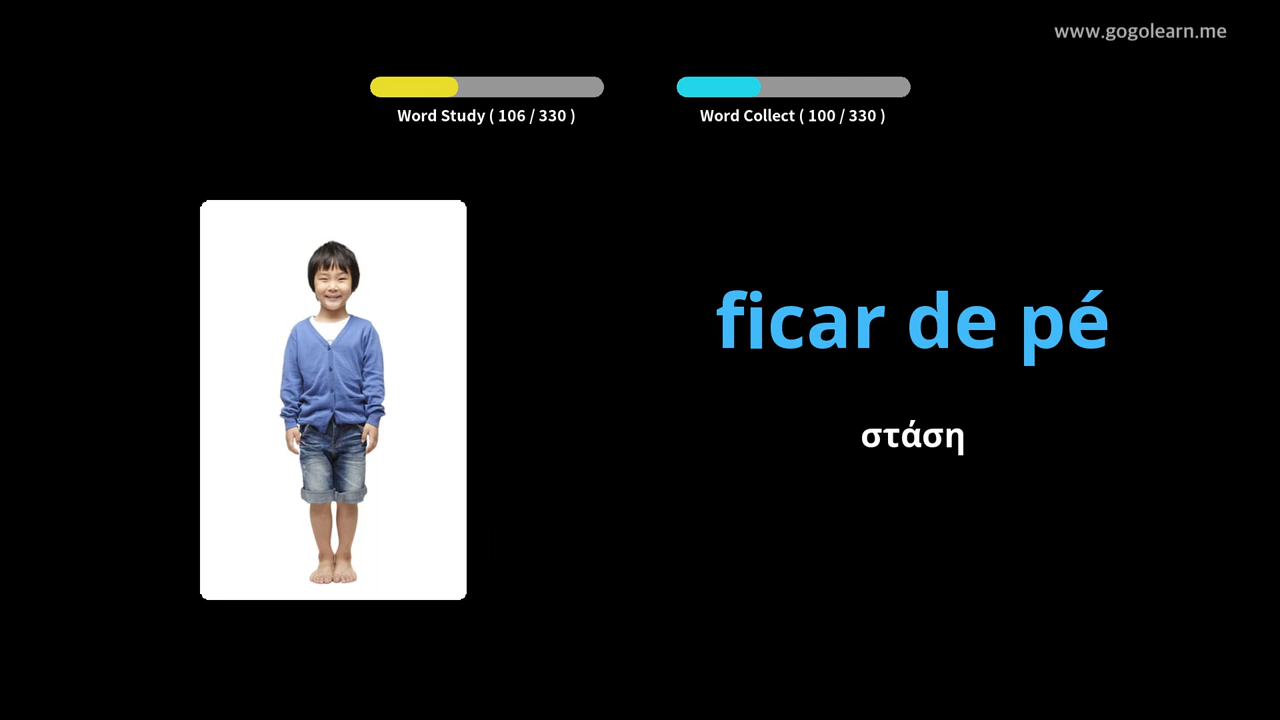 www.gogolearn.me
Word Study ( 106 / 330 )
Word Collect ( 100 / 330 )
ficar de pé
στάση